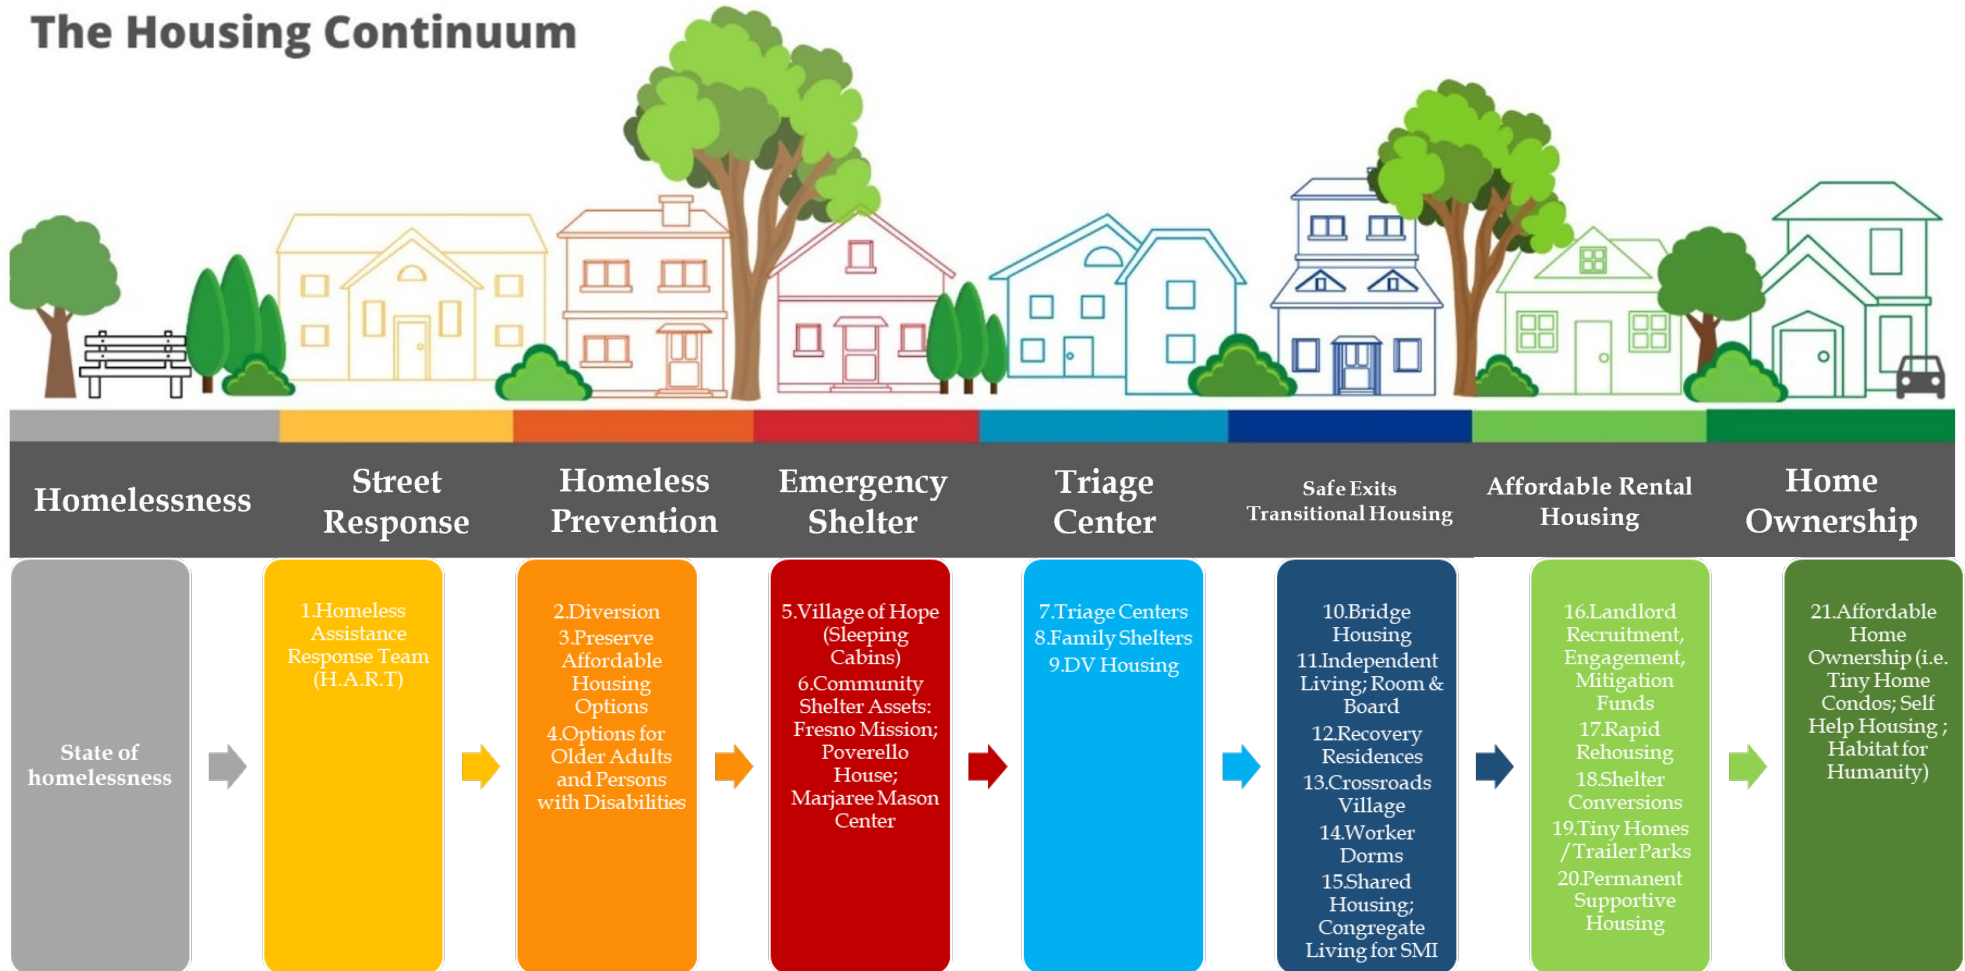 The Housing Continuum
Homelessness
Street
Response
Homeless
Prevention
Emergency
Shelter
Triage
Center
Safe Exits
Transitional Housing
Affordable Rental
Housing
Home
Ownership
State of
homelessness
1.Homeless
Assistance
Response Team
(H.A.R.T)
2.Diversion
3.Preserve
Affordable
Housing
Options
4.Options for
Older Adults
and Persons
with Disabilities
5.Village of Hope
(Sleeping
Cabins)
6.Community
Shelter Assets:
Fresno Mission;
Poverello
House;
Marjaree Mason
Center
7.Triage Centers
8.Family Shelters
9.DV Housing
10.Bridge
Housing
11.Independent
Living; Room &
Board
12.Recovery
Residences
13.Crossroads
Village
14.Worker
Dorms
15.Shared
Housing;
Congregate
Living for SMI
16.Landlord
Recruitment,
Engagement,
Mitigation
Funds
17.Rapid
Rehousing
18.Shelter
Conversions
19.Tiny Homes
/Trailer Parks
20.Permanent
Supportive
Housing
21.Affordable
Home
Ownership (i.e.
Tiny Home
Condos; Self
Help Housing ;
Habitat for
Humanity)